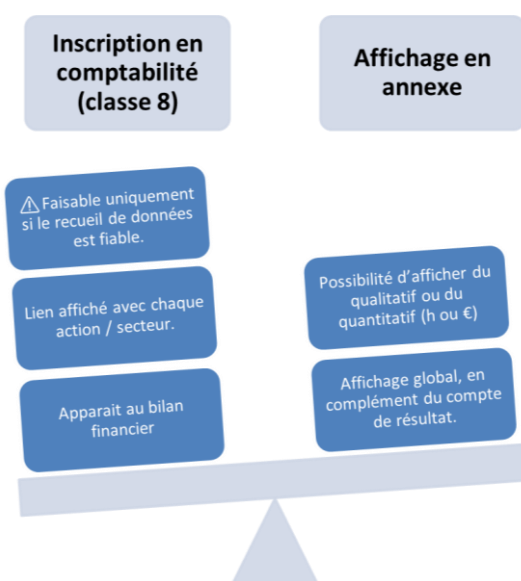 Inscription en
comptabilité
(classe 8)
Affichage en
annexe
⚠Faisable uniquement
si le recueil de données
est fiable.
Lien affiché avec chaque
action / secteur.
Apparait au bilan
financier
Possibilité d'afficher du
qualitatif ou du
quantitatif (h ou €)
Affichage global, en
complément du compte
de résultat.